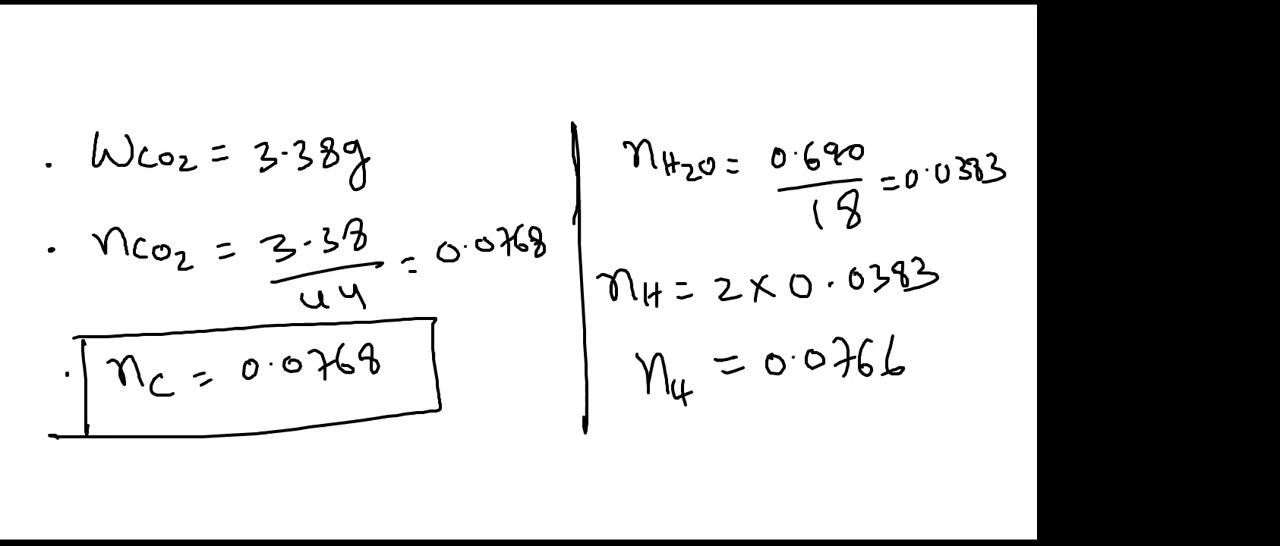 . WCO2 = 3.38g
. nCO2 = 3.38/44 = 0.0768
. nC = 0.0768
nH2O = 0.690/18 = 0.0383
nH = 2 × 0.0383
nH = 0.0766